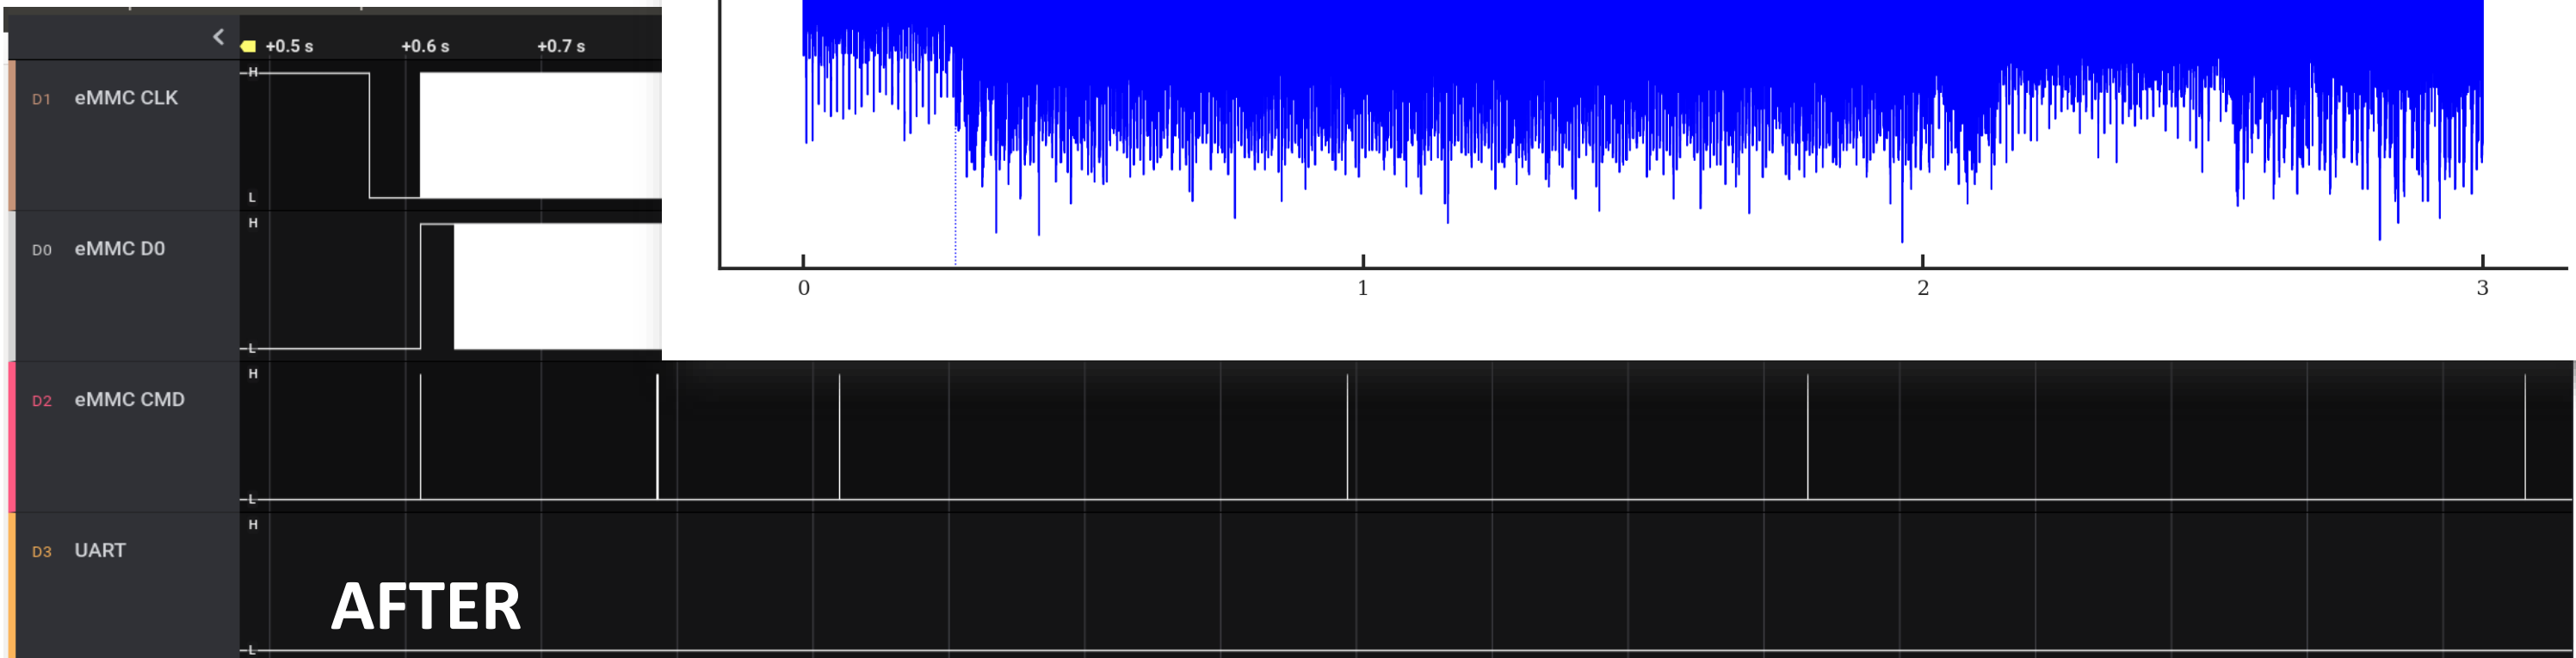 < +0.5 s +0.6 s +0.7 s
D1 eMMC CLK
H
L
D0 eMMC D0
H
L
0 1 2 3
D2 eMMC CMD
H
L
D3 UART
H
L
AFTER